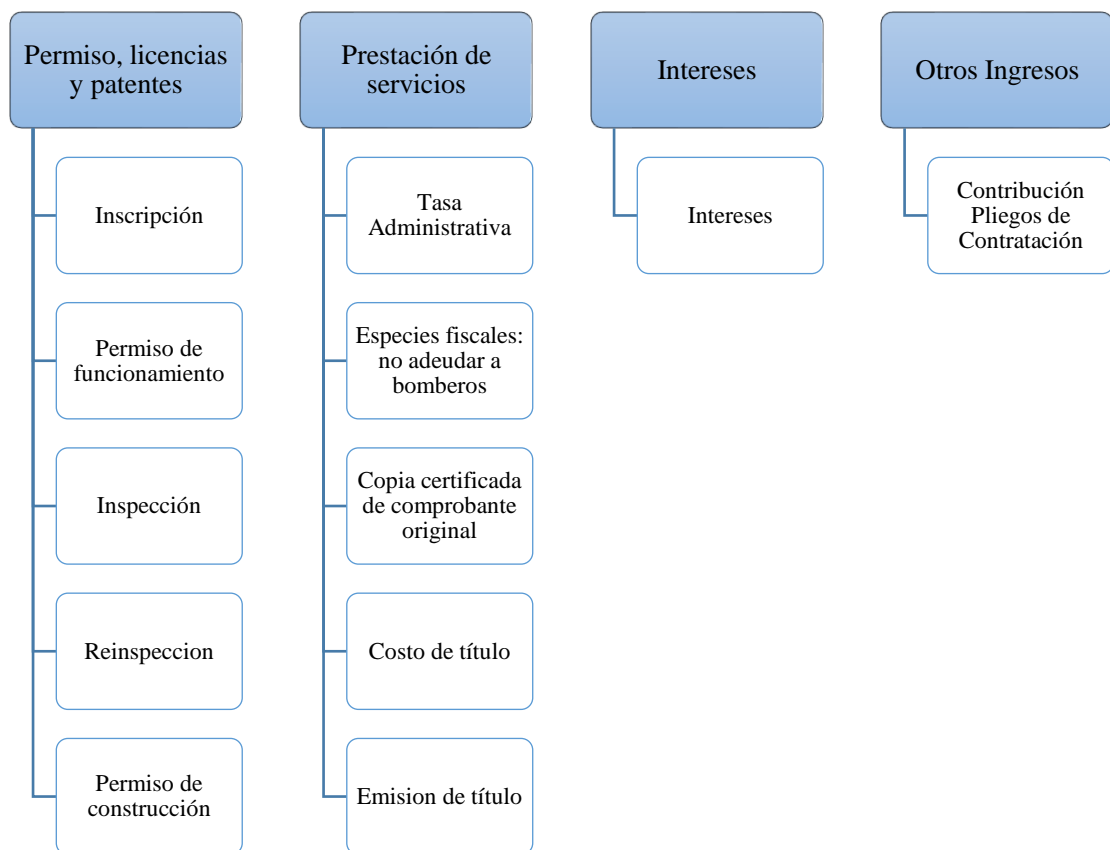 Permiso, licencias
y patentes
Inscripción
Permiso de
funcionamiento
Inspección
Reinspeccion
Permiso de
construcción
Prestación de
servicios
Tasa
Administrativa
Especies fiscales:
no adeudar a
bomberos
Copia certificada
de comprobante
original
Costo de título
Emision de título
Intereses
Intereses
Otros Ingresos
Contribución
Pliegos de
Contratación